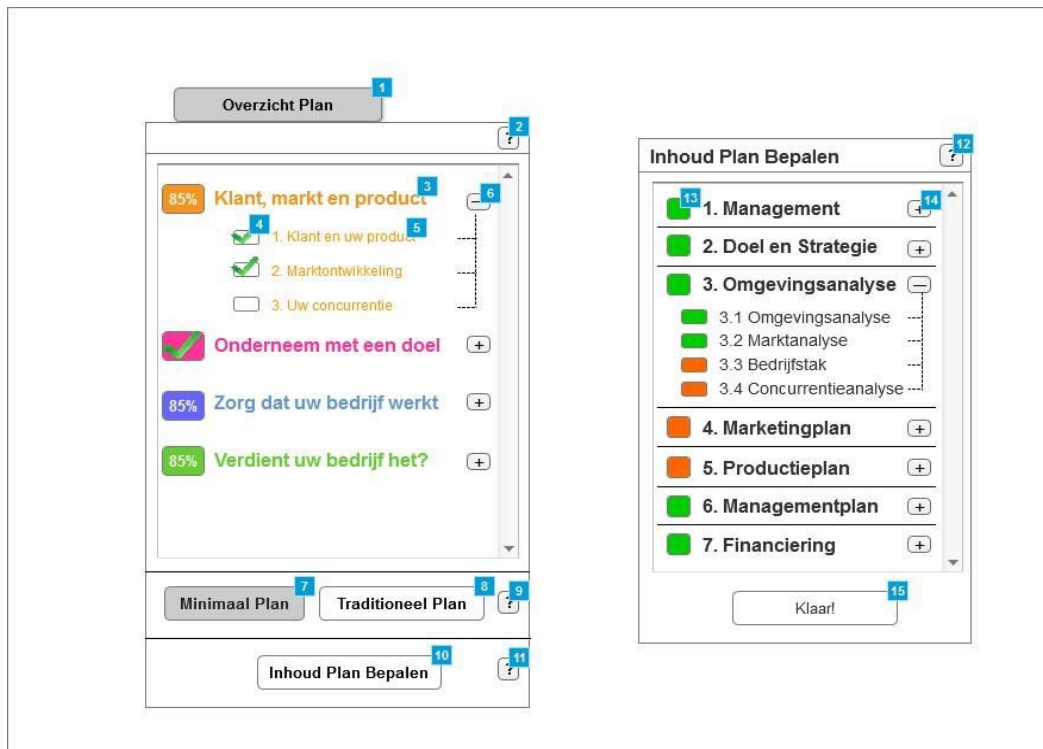 1
Overzicht Plan
2
?
85% Klant, markt en product 3 6
4 1. Klant en uw product 5
2. Marktontwikkeling
3. Uw concurrentie
Onderneem met een doel +
85% Zorg dat uw bedrijf werkt +
85% Verdient uw bedrijf het? +
7 8 9
Minimaal Plan Traditioneel Plan ?
10 11
Inhoud Plan Bepalen ?
12
Inhoud Plan Bepalen ?
13 1. Management + 14
2. Doel en Strategie +
3. Omgevingsanalyse —
3.1 Omgevingsanalyse
3.2 Marktanalyse
3.3 Bedrijfstak
3.4 Concurrentieanalyse
4. Marketingplan +
5. Productieplan +
6. Managementplan +
7. Financiering +
15
Klaar!